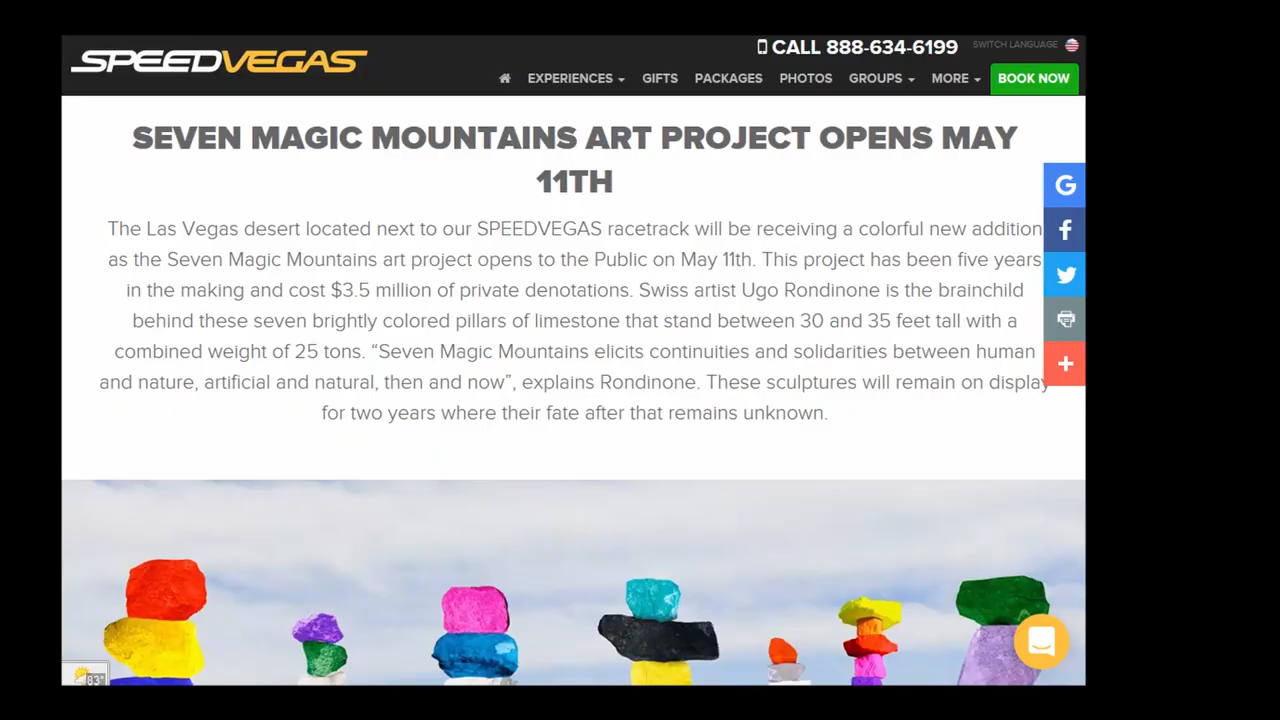 SPEEDVEGAS
CALL 888-634-6199
SWITCH LANGUAGE
EXPERIENCES
GIFTS
PACKAGES
PHOTOS
GROUPS
MORE
BOOK NOW
SEVEN MAGIC MOUNTAINS ART PROJECT OPENS MAY
11TH
The Las Vegas desert located next to our SPEEDVEGAS racetrack will be receiving a colorful new addition
as the Seven Magic Mountains art project opens to the Public on May 11th. This project has been five years
in the making and cost $3.5 million of private denotations. Swiss artist Ugo Rondinone is the brainchild
behind these seven brightly colored pillars of limestone that stand between 30 and 35 feet tall with a
combined weight of 25 tons. “Seven Magic Mountains elicits continuities and solidarities between human
and nature, artificial and natural, then and now”, explains Rondinone. These sculptures will remain on display
for two years where their fate after that remains unknown.
G
f
+
83°